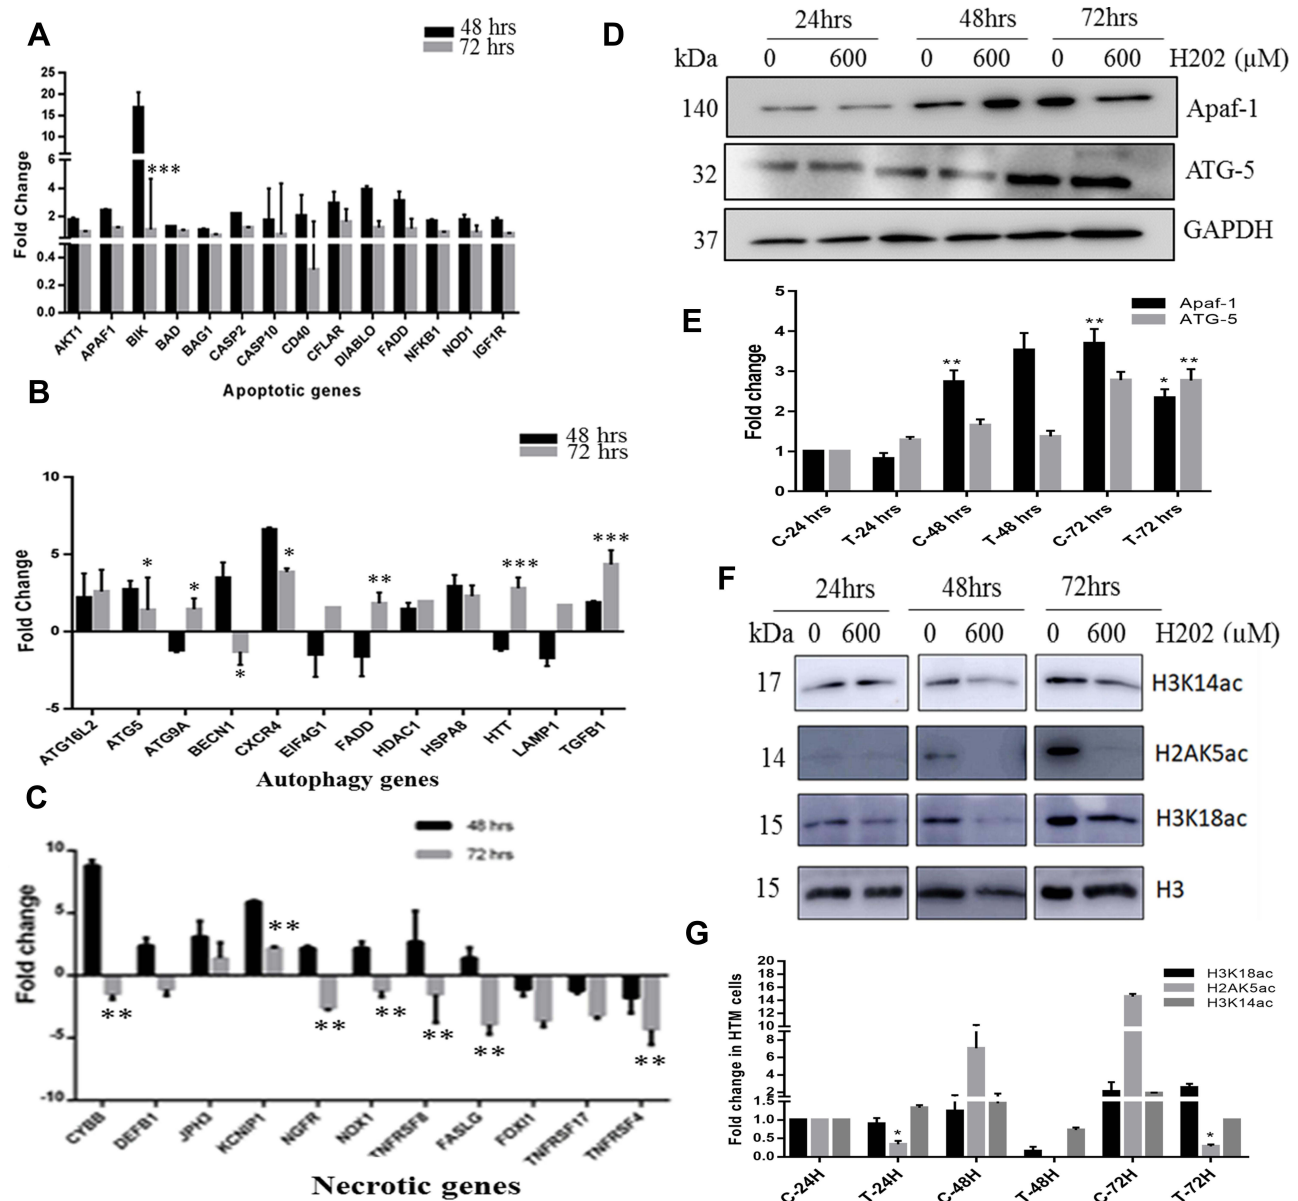 A
48 hrs
72 hrs
25
20
15
10
6
4
2
0.4
0.2
0.0
Fold Change
***
AKT1
APAF1
BIK
BAD
BAG1
CASP2
CASP10
CD40
CFLAR
DIABLO
FADD
NFKB1
NOD1
IGF1R
Apoptotic genes
B
48 hrs
72 hrs
10
5
0
-5
Fold Change
*
*
*
*
**
***
***
ATG16L2
ATG5
ATG9A
BECN1
CXCR4
EIF4G1
FADD
HDAC1
HSPA8
HTT
LAMP1
TGFB1
Autophagy genes
C
48 hrs
72 hrs
10
5
0
-5
-10
Fold change
**
**
**
**
**
**
**
CYBB
DEFB1
JPH3
KCNIP1
NGFR
NOX1
TNFRSF8
FASLG
FOXI1
TNFRSF17
TNFRSF4
Necrotic genes
D
24hrs 48hrs 72hrs
kDa 0 600 0 600 0 600 H202 (µM)
140 Apaf-1
32 ATG-5
37 GAPDH
E
Apaf-1
ATG-5
5
4
3
2
1
0
Fold change
**
**
*
**
C-24 hrs
T-24 hrs
C-48 hrs
T-48 hrs
C-72 hrs
T-72 hrs
F
24hrs 48hrs 72hrs
kDa 0 600 0 600 0 600 H202 (µM)
17 H3K14ac
14 H2AK5ac
15 H3K18ac
15 H3
G
H3K18ac
H2AK5ac
H3K14ac
20
18
16
14
12
10
8
6
4
2
1.5
1.0
0.5
0.0
Fold change in HTM cells
*
*
C-24H
T-24H
C-48H
T-48H
C-72H
T-72H